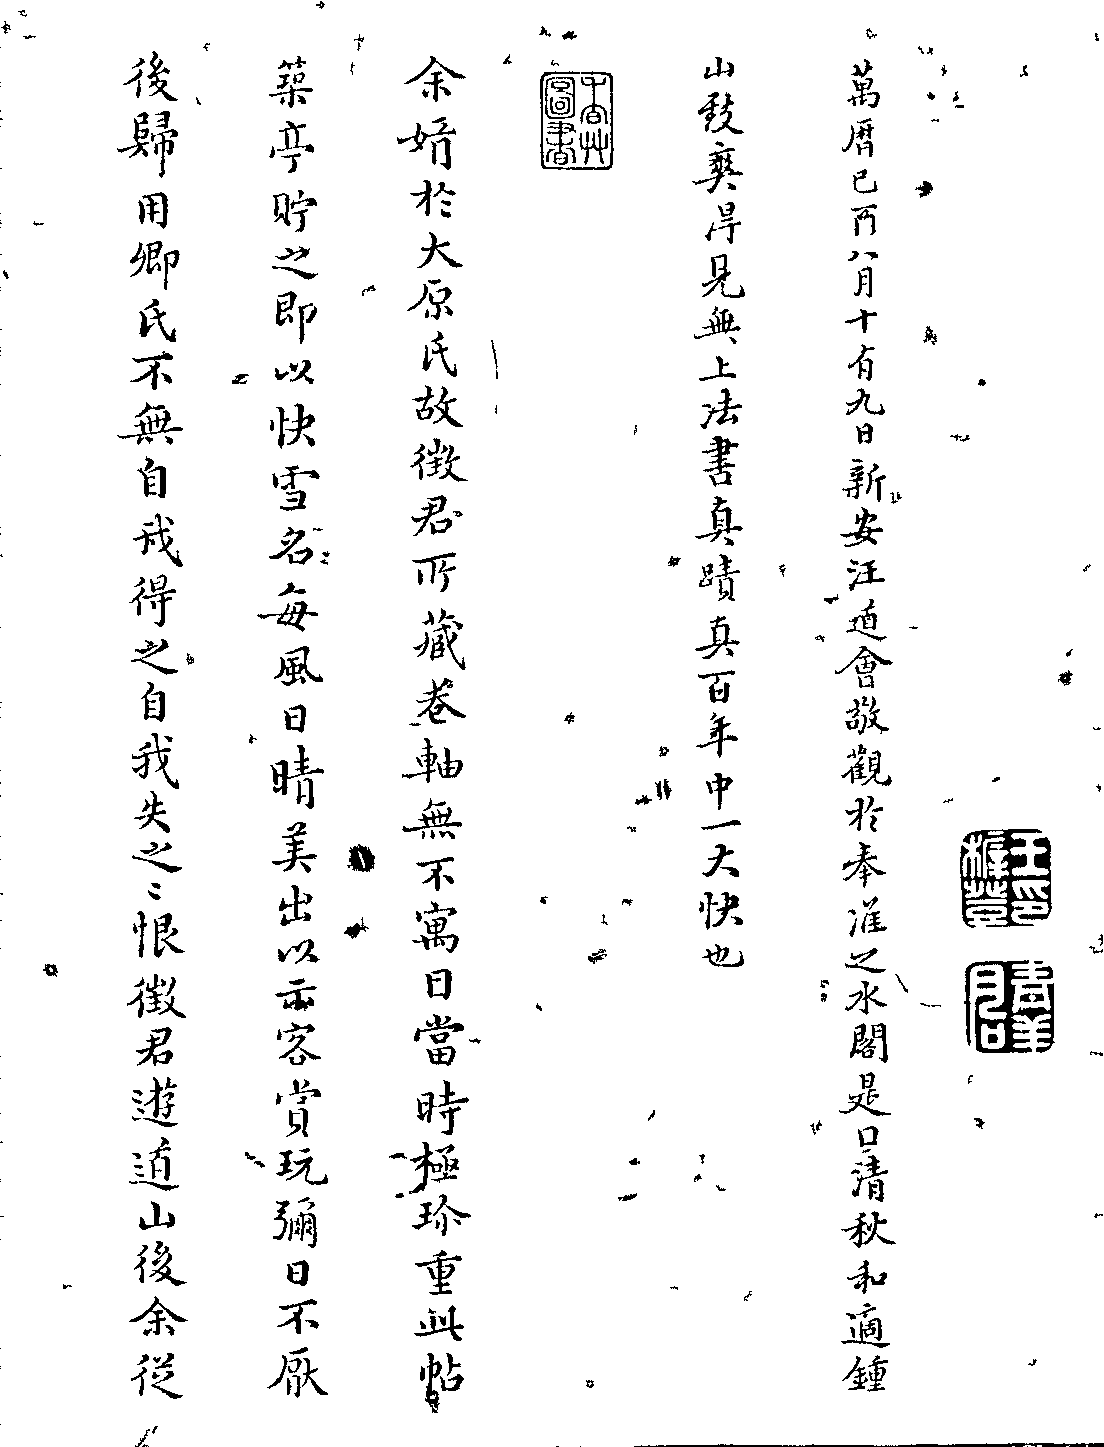 萬曆己酉八月十有九日新安汪道會敬觀於奉淮之水閣是日清秋和適鍾
山致爽得見無上法書真蹟真百年中一大快也
余婿於大原氏故徵君所藏卷軸無不寓目當時極珍重此帖
築亭貯之即以快雪名每風日晴美出以示客賞玩彌日不厭
後歸用卿氏不無自我得之自我失之之恨徵君遊道山後余從